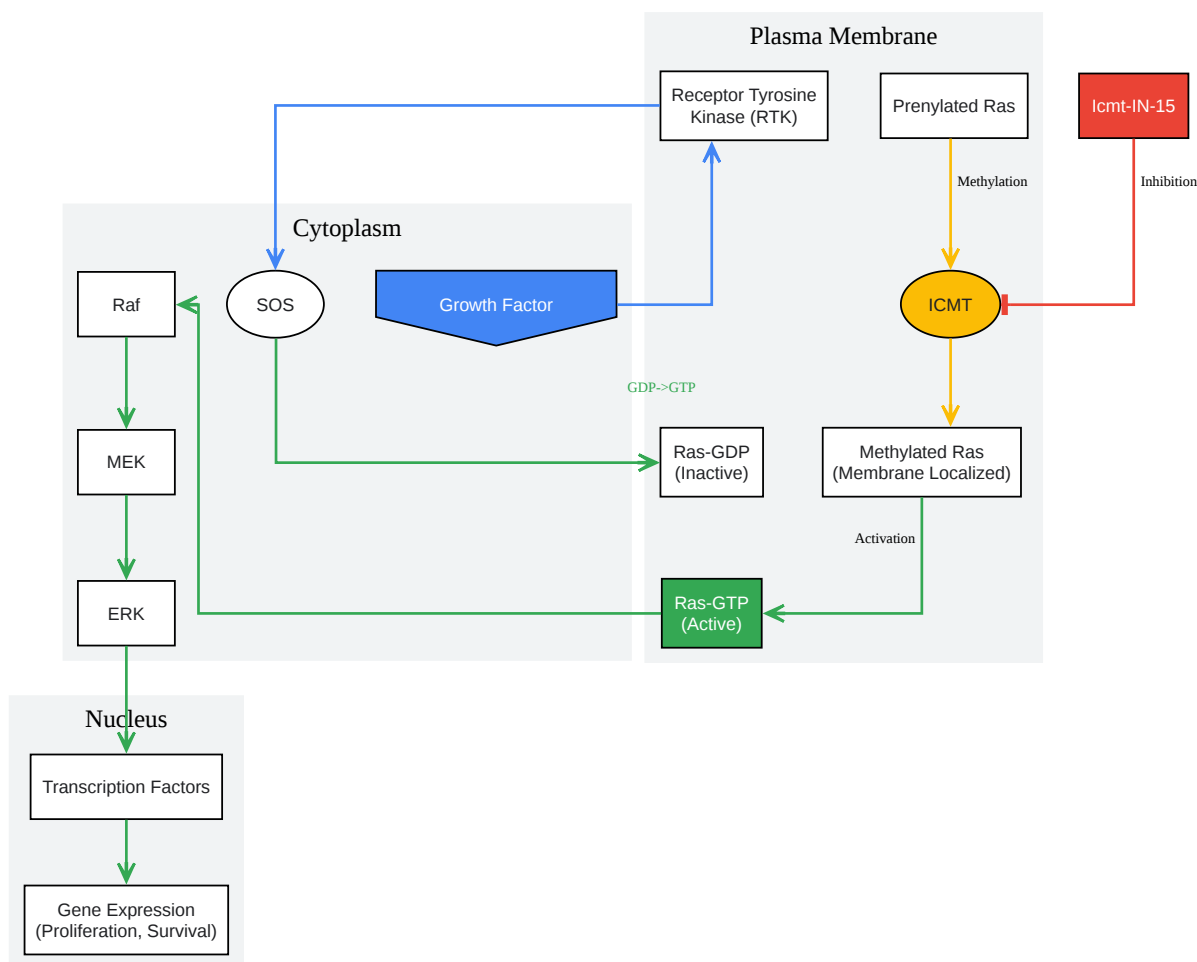 Plasma Membrane
Receptor Tyrosine
Kinase (RTK)
Prenylated Ras
Icmt-IN-15
Methylation
Inhibition
Cytoplasm
Raf
SOS
Growth Factor
ICMT
GDP->GTP
MEK
Ras-GDP
(Inactive)
Methylated Ras
(Membrane Localized)
Activation
ERK
Ras-GTP
(Active)
Nucleus
Transcription Factors
Gene Expression
(Proliferation, Survival)